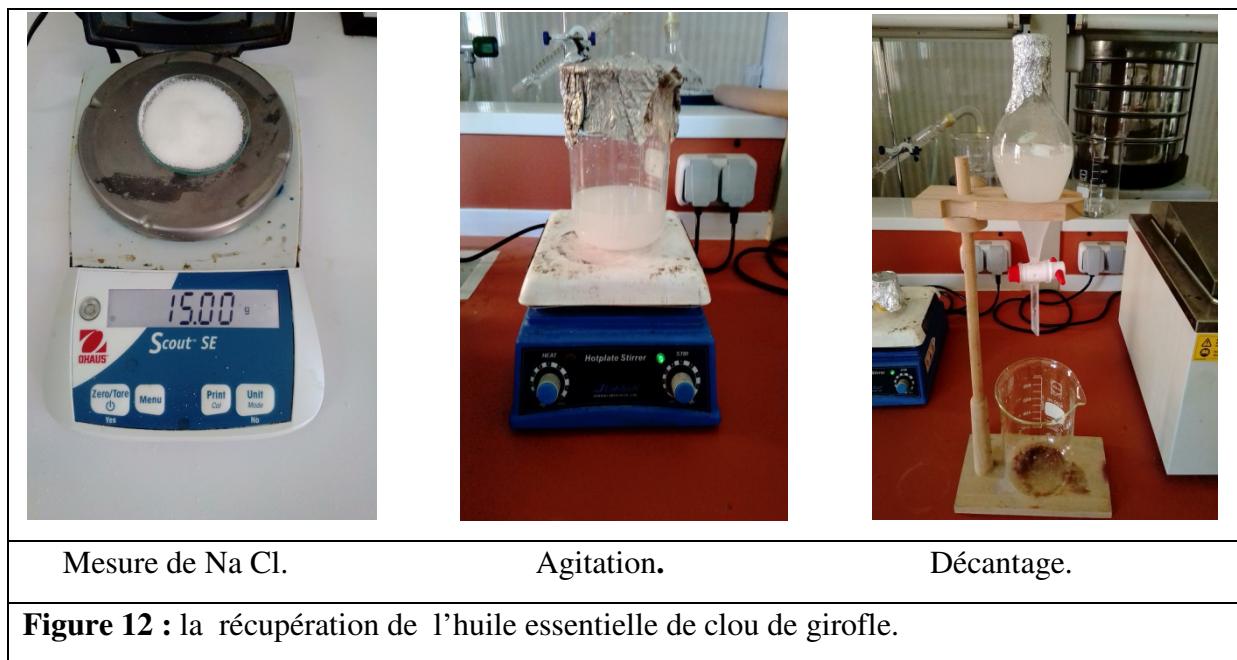 15.00 g
Scout SE
OHAUS
Zero/Tare
Menu
Print
Cal
Unit
Mode
Yes
No
HEAT
Hotplate Stirrer
STIR
Mesure de Na Cl.
Agitation.
Décantage.
Figure 12 : la récupération de l’huile essentielle de clou de girofle.